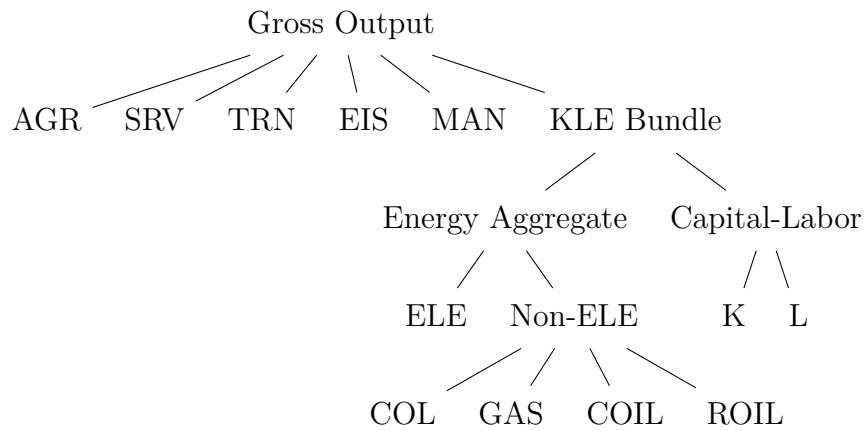 Gross Output
AGR SRV TRN EIS MAN KLE Bundle
Energy Aggregate Capital-Labor
ELE Non-ELE K L
COL GAS COIL ROIL